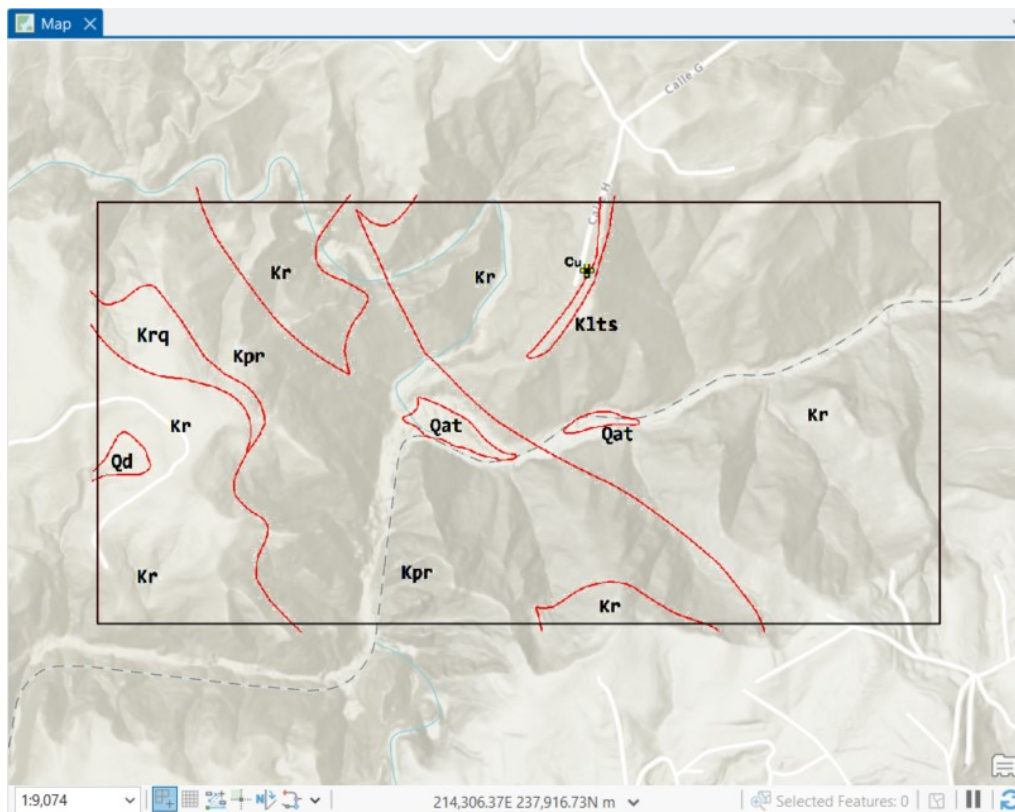 Map
Calle G
Calle H
Kr
Cu
Kr
Krq
Klts
Kpr
Kr
Qat
Qat
Kr
Qd
Kr
Kpr
Kr
1:9,074
214,306.37E 237,916.73N m
Selected Features: 0